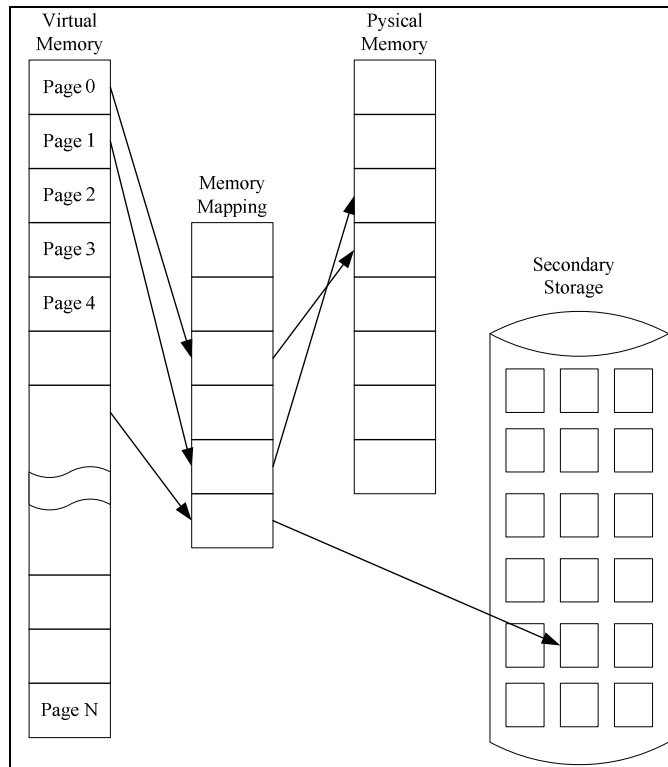 Virtual
Memory
Page 0
Page 1
Page 2
Page 3
Page 4
Page N
Memory
Mapping
Pysical
Memory
Secondary
Storage